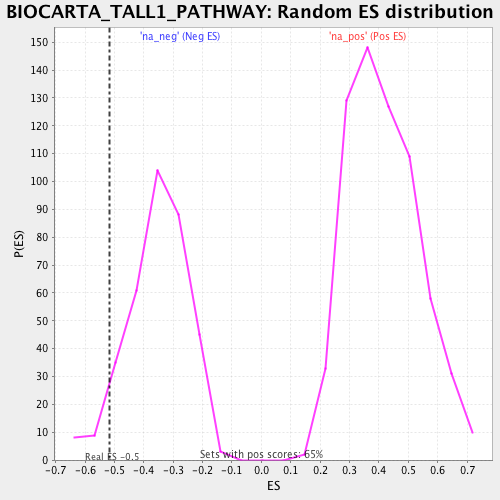 BIOCARTA_TALL1_PATHWAY: Random ES distribution
'na_neg' (Neg ES)
'na_pos' (Pos ES)
150
140
130
120
110
100
90
80
70
60
50
40
30
20
10
0
P(ES)
Real ES -0.5
Sets with pos scores: 65%
-0.7 -0.6 -0.5 -0.4 -0.3 -0.2 -0.1 0.0 0.1 0.2 0.3 0.4 0.5 0.6 0.7
ES